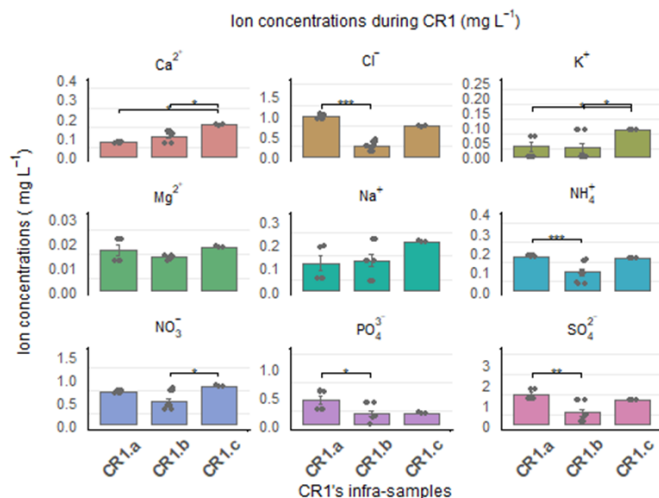 Ion concentrations during CR1 (mg L⁻¹)
Ca²⁺
Cl⁻
K⁺
0.4
0.3
0.2
0.1
0.0
*
*
1.5
1.0
0.5
0.0
***
0.25
0.20
0.15
0.10
0.05
0.00
*
Mg²⁺
Na⁺
NH₄⁺
0.03
0.02
0.01
0.00
0.3
0.2
0.1
0.0
0.4
0.3
0.2
0.1
0.0
***
NO₃⁻
PO₄³⁻
SO₄²⁻
1.5
1.0
0.5
0.0
*
1.0
0.5
0.0
*
3
2
1
0
**
Ion concentrations ( mg L⁻¹)
CR1.a
CR1.b
CR1.c
CR1.a
CR1.b
CR1.c
CR1.a
CR1.b
CR1.c
CR1's infra-samples